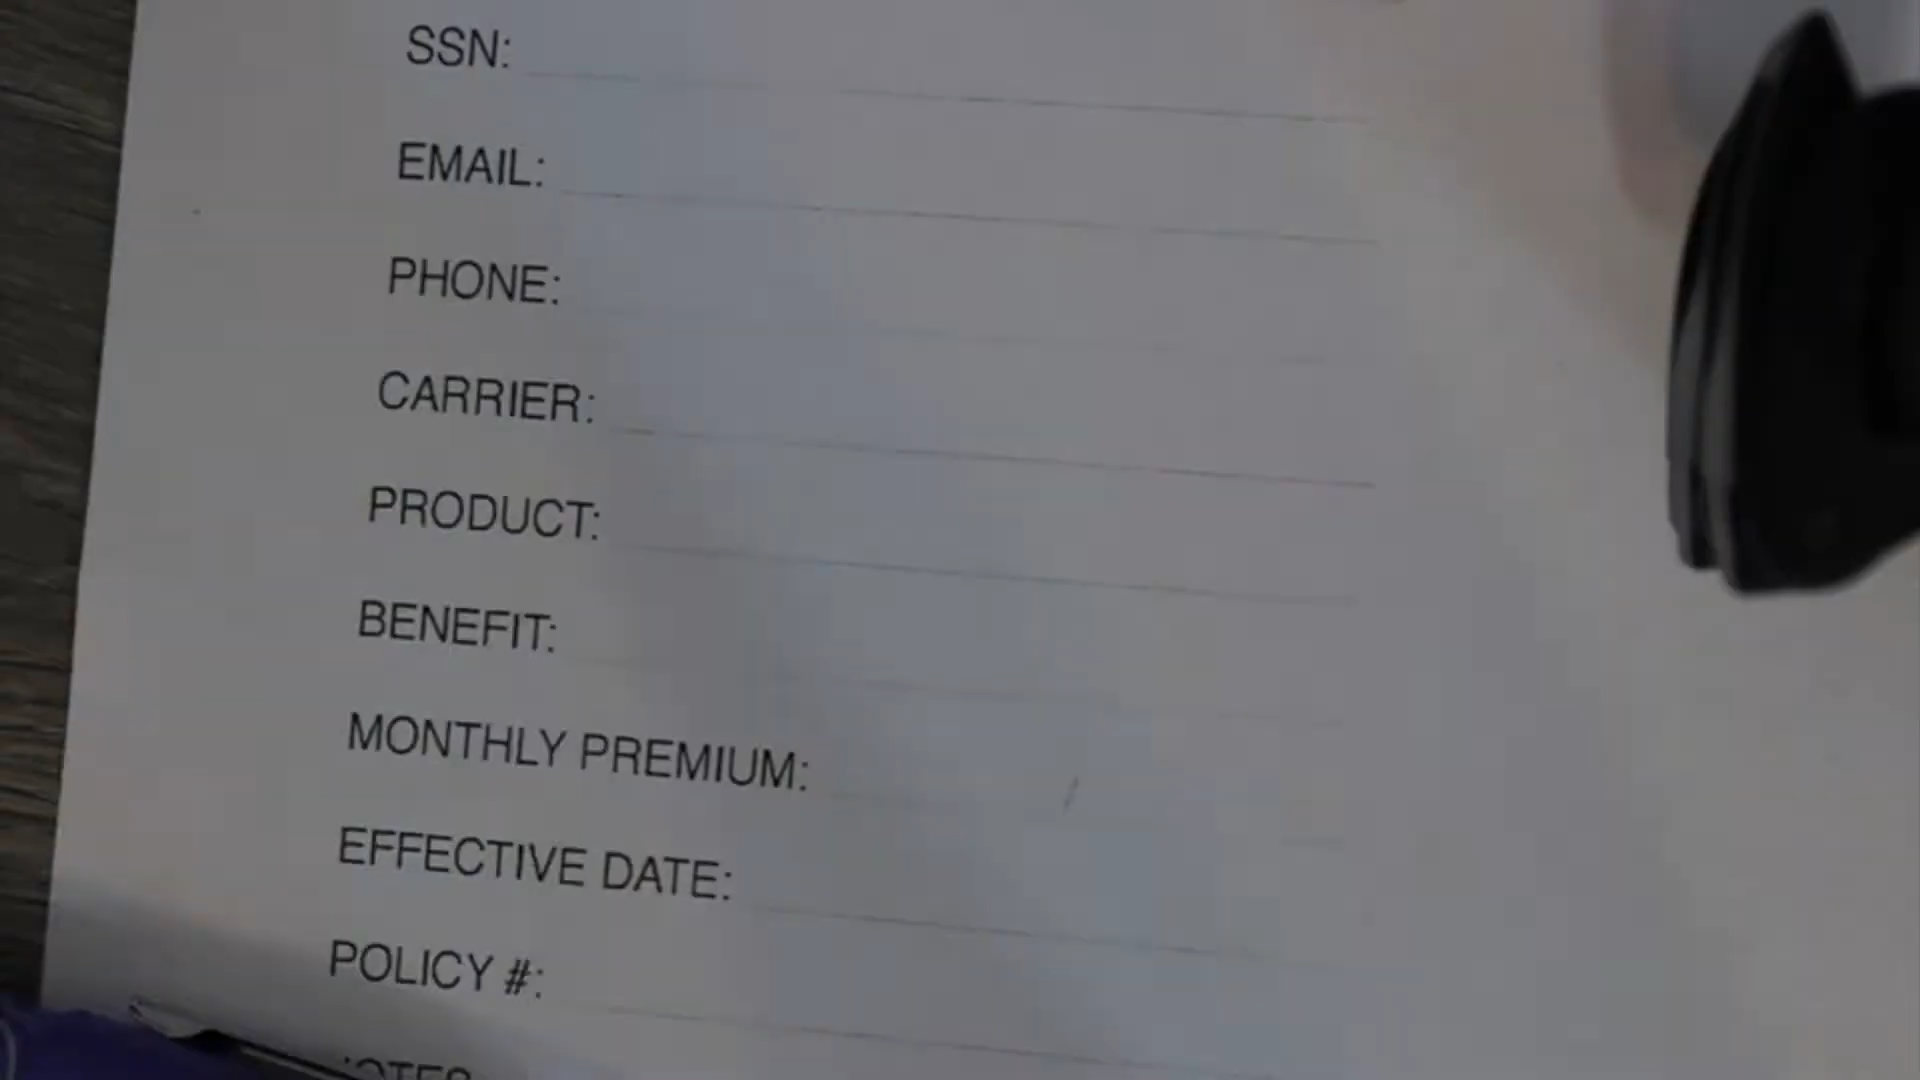 SSN:
EMAIL:
PHONE:
CARRIER:
PRODUCT:
BENEFIT:
MONTHLY PREMIUM:
EFFECTIVE DATE:
POLICY #: